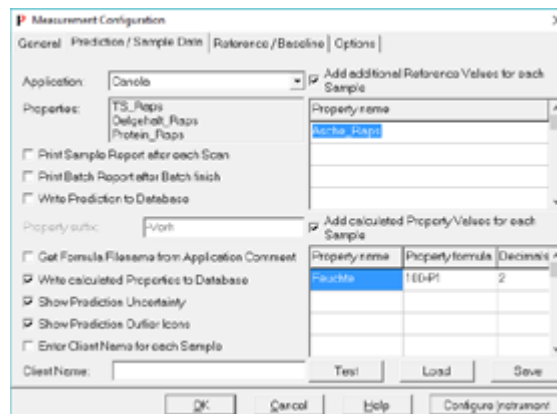 Measurement Configuration
General Prediction / Sample Data Reference / Baseline Options
Application: Canola
Properties: TS_Raps
Oelgehalt_Raps
Protein_Raps
Print Sample Report after each Scan
Print Batch Report after Batch finish
Write Prediction to Database
Property suffix:
Get Formula Filename from Application Comment
Write calculated Properties to Database
Show Prediction Uncertainty
Show Prediction Outlier Icons
Enter Client Name for each Sample
Client Name:
Add additional Reference Values for each
Sample
Property name
Asche_Raps
Add calculated Property Values for each
Sample
Property name Property formula Decimals
Feuchte 100-P1 2
Test Load Save
OK Cancel Help Configure Instrument